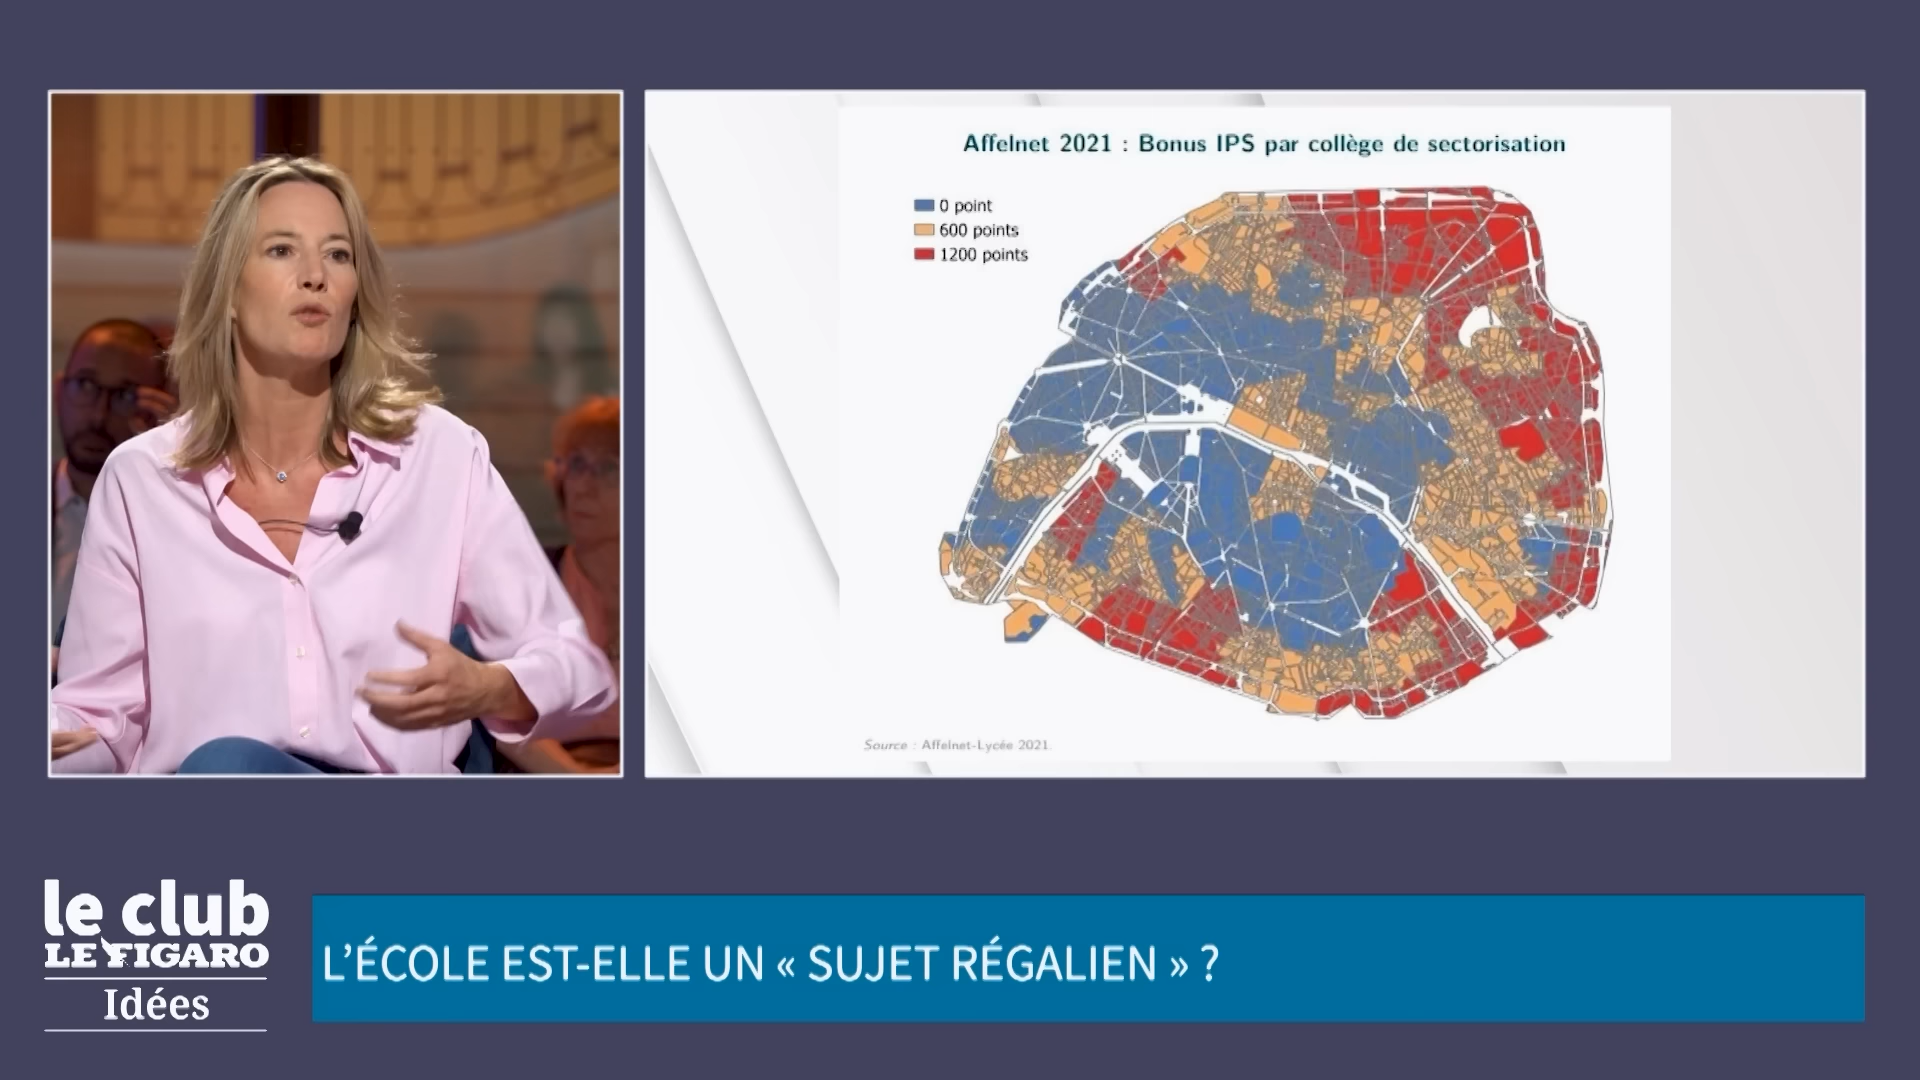 Affelnet 2021 : Bonus IPS par collège de sectorisation
0 point
600 points
1200 points
Source : Affelnet-Lycée 2021.
le club
LE FIGARO
Idées
L'ÉCOLE EST-ELLE UN « SUJET RÉGALIEN » ?